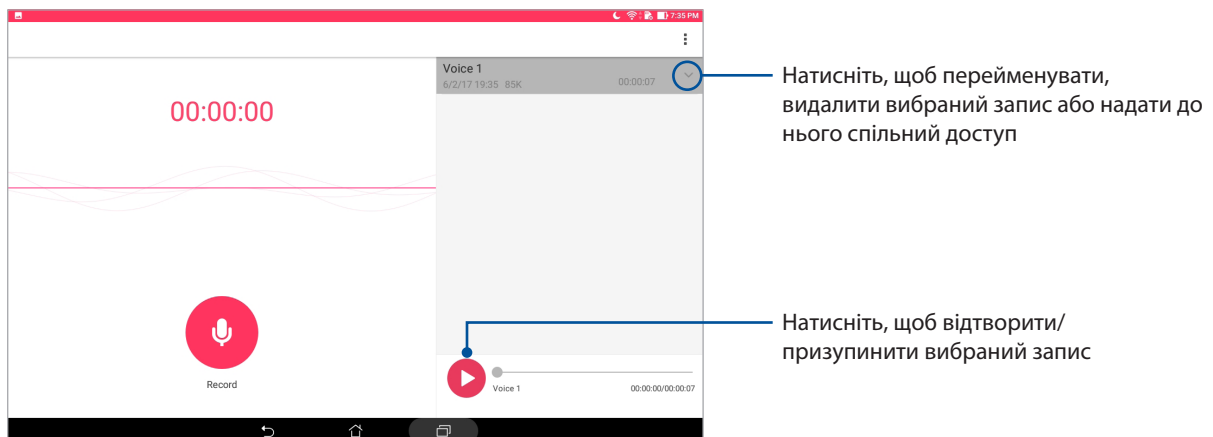 7:35 PM
Voice 1
6/2/17 19:35 85K
00:00:07
00:00:00
Record
Voice 1
00:00:00/00:00:07
Натисніть, щоб перейменувати,
видалити вибраний запис або надати до
нього спільний доступ
Натисніть, щоб відтворити/
призупинити вибраний запис